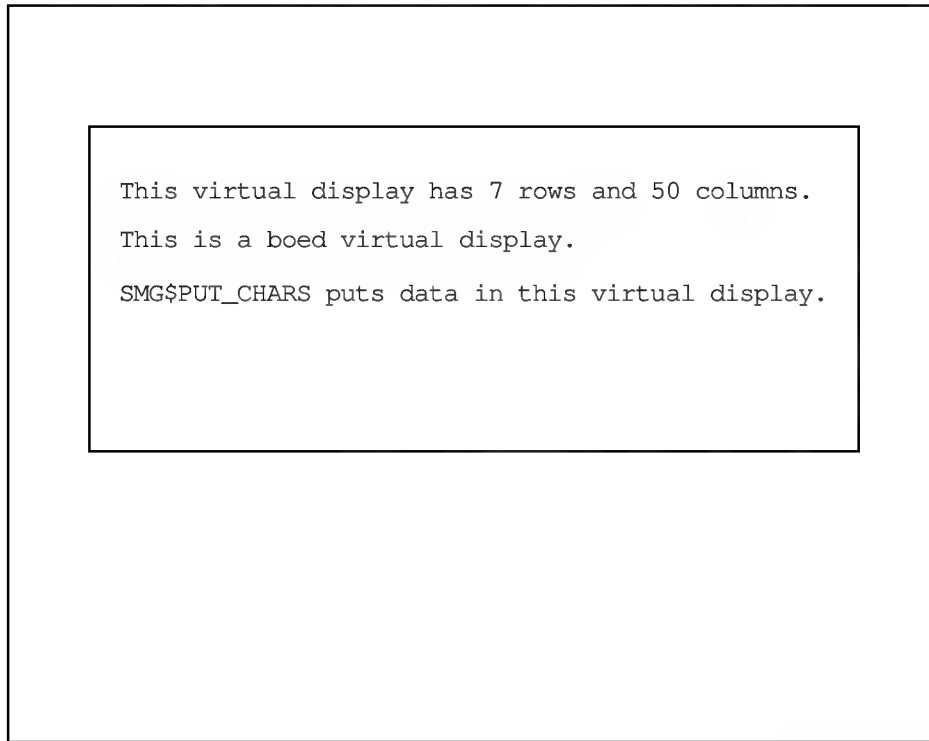 This virtual display has 7 rows and 50 columns.
This is a boed virtual display.
SMG$PUT_CHARS puts data in this virtual display.